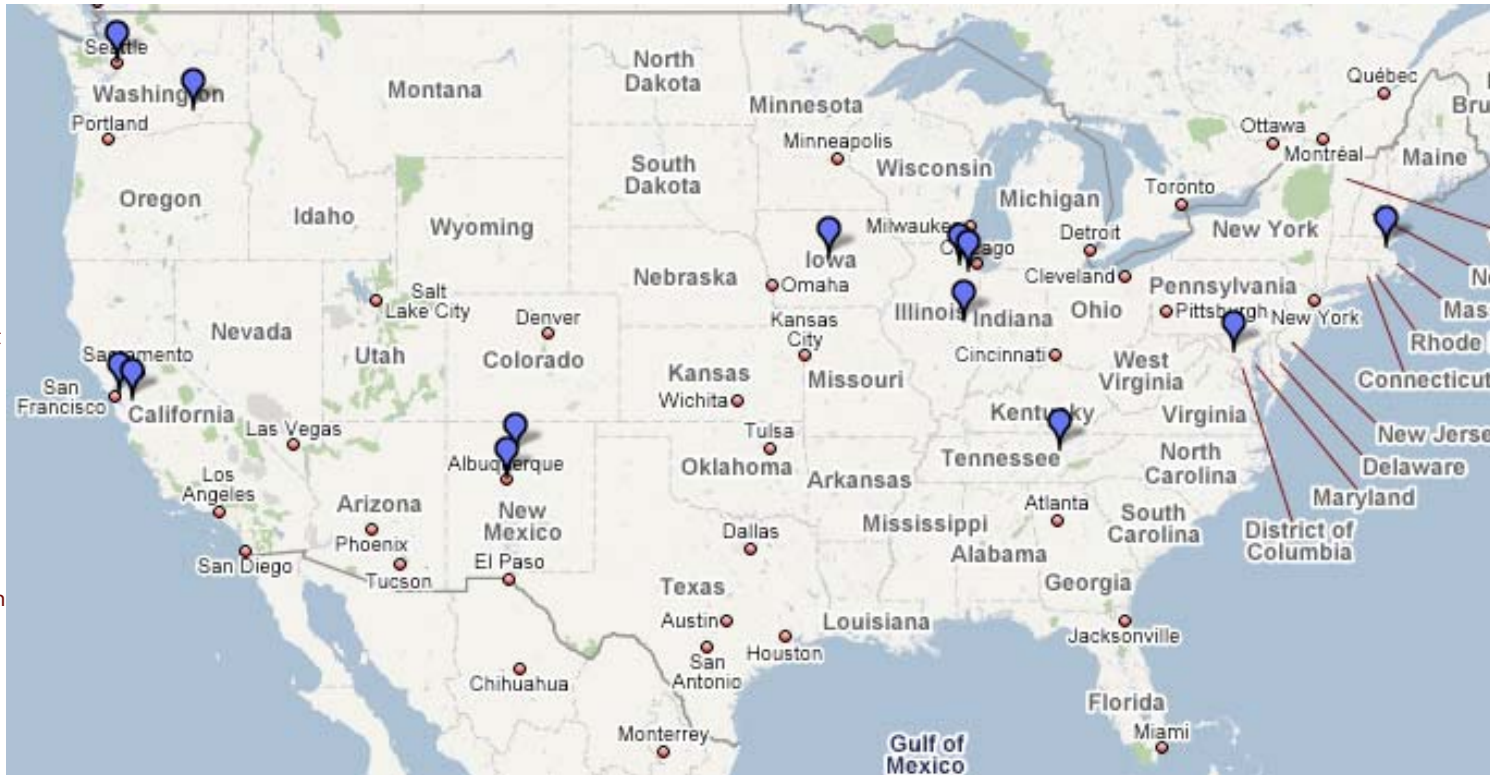 Seattle
Washington
Portland
Oregon
Idaho
Montana
North
Dakota
South
Dakota
Wyoming
Minnesota
Minneapolis
Wisconsin
Michigan
Toronto
Ottawa
Montréal
Québec
Maine
New York
Detroit
Cleveland
Iowa
Nebraska
Omaha
Illinois
Indiana
Ohio
Pennsylvania
Pittsburgh
New York
Rhode
Connecticut
Salt
Lake City
Nevada
Utah
Denver
Colorado
Kansas
City
Kansas
Wichita
Missouri
Cincinnati
West
Virginia
Virginia
Kentucky
Sacramento
San
Francisco
California
Las Vegas
Los
Angeles
San Diego
Arizona
Phoenix
Tucson
Albuquerque
New
Mexico
El Paso
Tulsa
Oklahoma
Arkansas
Tennessee
North
Carolina
South
Carolina
Delaware
Maryland
District of
Columbia
Dallas
Texas
Austin
San
Antonio
Houston
Louisiana
Mississippi
Alabama
Atlanta
Georgia
Jacksonville
Florida
Miami
Gulf of
Mexico
Chihuahua
Monterrey